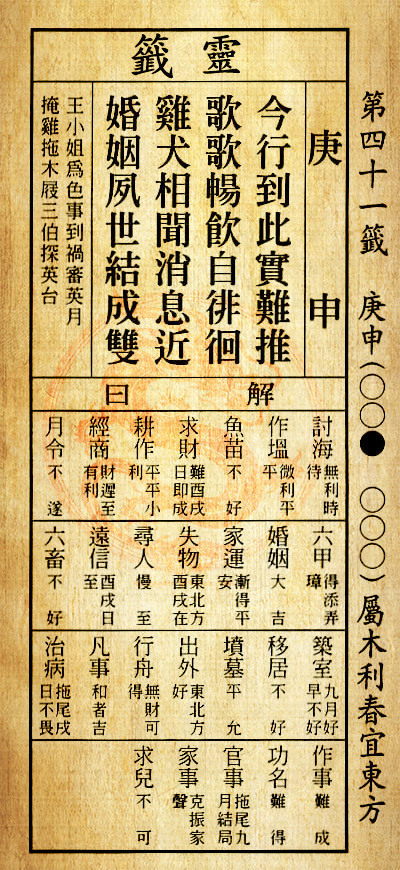 第四十一籤 庚申(○○● ○○○)屬木利春宜東方
靈籤
庚申
今行到此實難推
歌歌暢飲自徘徊
雞犬相聞消息近
婚姻夙世結成雙
王小姐為色事到禍審英月
掩雞拖木屐三伯探英台
解曰
討海 無利時待
作塭 微利平平
魚苗 不好
求財 難酉戌日即成
耕作 平平小利
經商 財遲至有利
月令 不遂
六甲 得添弄璋
婚姻 大吉
家運 漸得平安
失物 東北方酉戌在
尋人 慢至
遠信 酉戌日至
六畜 不好
築室 九月好早不好
移居 不好
墳墓 平允
出外 東北方好
行舟 無財可得
凡事 和者吉
治病 拖尾戌日不畏
作事 難成
功名 難得
官事 拖尾九月結局
家事 克振家聲
求兒 不可